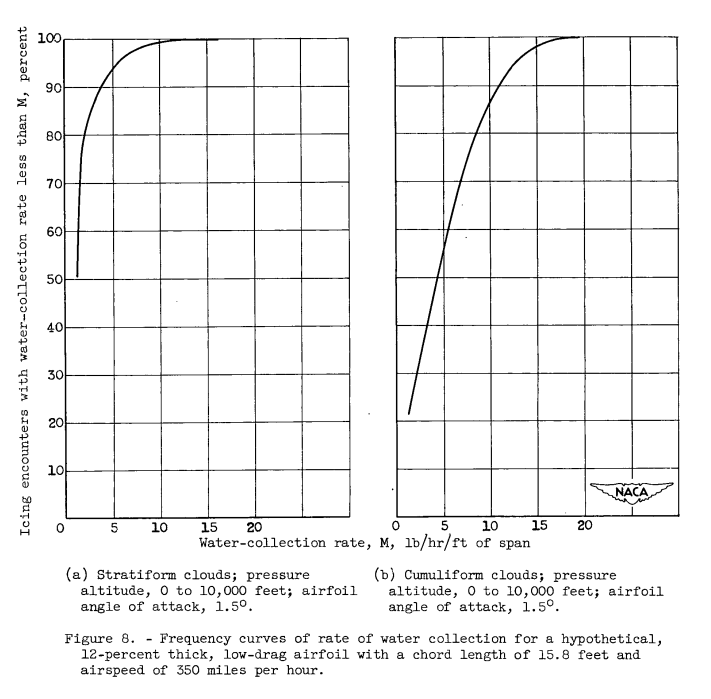 Icing encounters with water-collection rate less than M, percent
100
90
80
70
60
50
40
30
20
10
0 5 10 15 20
0 5 10 15 20
NACA
Water-collection rate, M, lb/hr/ft of span
(a) Stratiform clouds; pressure
altitude, 0 to 10,000 feet; airfoil
angle of attack, 1.5°.
(b) Cumuliform clouds; pressure
altitude, 0 to 10,000 feet; airfoil
angle of attack, 1.5°.
Figure 8. - Frequency curves of rate of water collection for a hypothetical,
12-percent thick, low-drag airfoil with a chord length of 15.8 feet and
airspeed of 350 miles per hour.